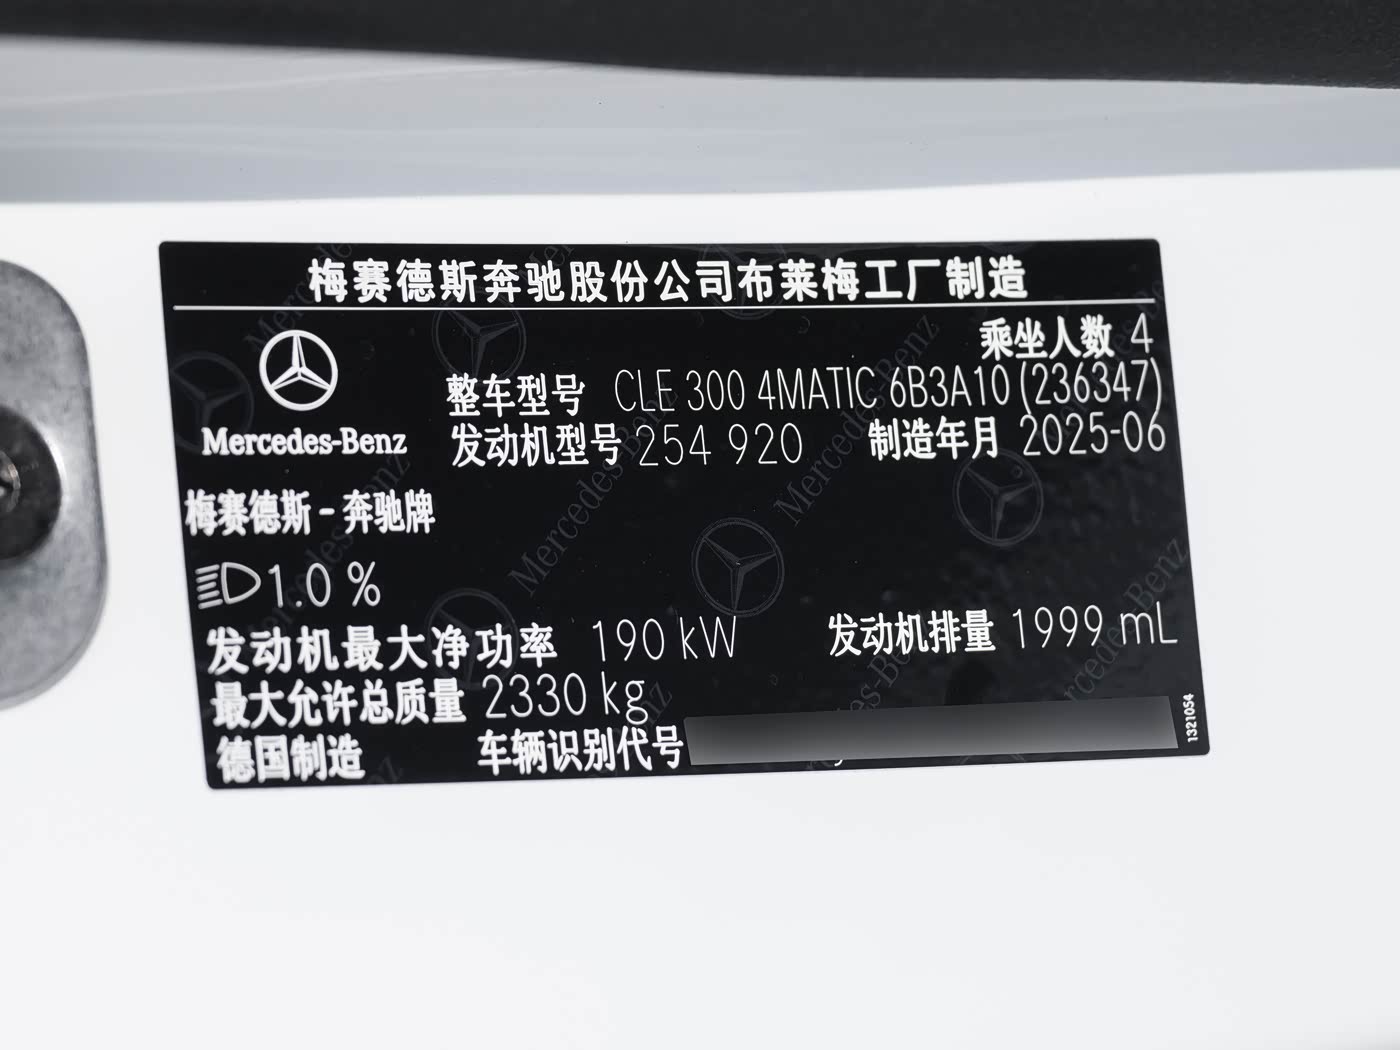 梅赛德斯奔驰股份公司布莱梅工厂制造
乘坐人数 4
Mercedes-Benz
整车型号 CLE 300 4MATIC 6B3A10 (236347)
发动机型号 254 920 制造年月 2025-06
梅赛德斯-奔驰牌
1.0 %
发动机最大净功率 190 kW 发动机排量 1999 mL
最大允许总质量 2330 kg
德国制造 车辆识别代号
1321054